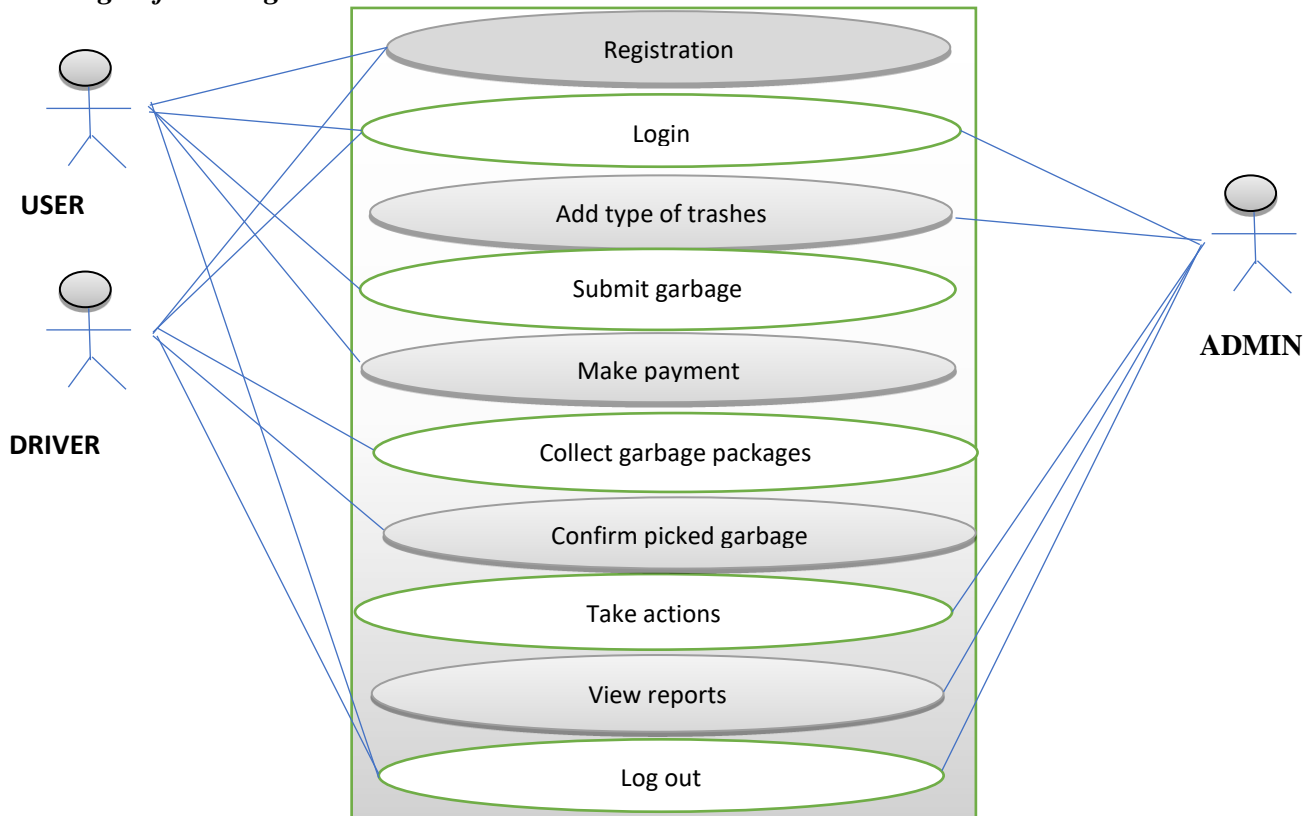 Registration
Login
USER
Add type of trashes
Submit garbage
ADMIN
Make payment
DRIVER
Collect garbage packages
Confirm picked garbage
Take actions
View reports
Log out